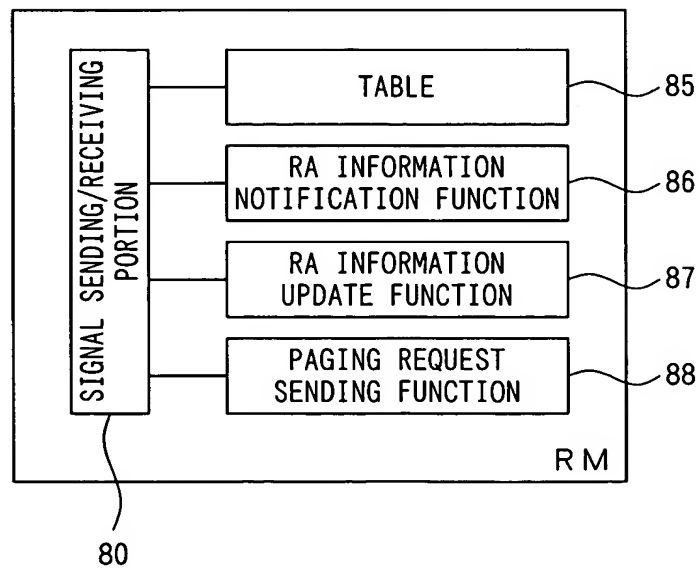 SIGNAL SENDING/RECEIVING
PORTION
TABLE
85
RA INFORMATION
NOTIFICATION FUNCTION
86
RA INFORMATION
UPDATE FUNCTION
87
PAGING REQUEST
SENDING FUNCTION
88
RM
80